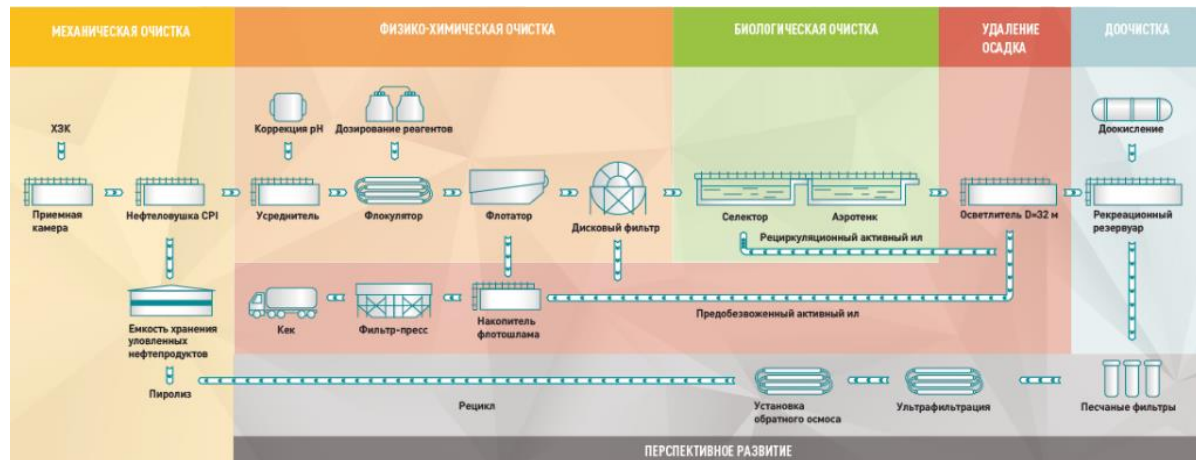 МЕХАНИЧЕСКАЯ ОЧИСТКА
ФИЗИКО-ХИМИЧЕСКАЯ ОЧИСТКА
БИОЛОГИЧЕСКАЯ ОЧИСТКА
УДАЛЕНИЕ
ОСАДКА
ДООЧИСТКА
ХЗК
Коррекция pH
Дозирование реагентов
Доокисление
Приемная
камера
Нефтеловушка CPI
Усреднитель
Флокулятор
Флотатор
Дисковый фильтр
Селектор
Аэротенк
Осветлитель D=32 м
Рекреационный
резервуар
Рециркуляционный активный ил
Емкость хранения
уловленных
нефтепродуктов
Кек
Фильтр-пресс
Накопитель
флотошлама
Предобезвоженный активный ил
Пиролиз
Рецикл
Установка
обратного осмоса
Ультрафильтрация
Песчаные фильтры
ПЕРСПЕКТИВНОЕ РАЗВИТИЕ